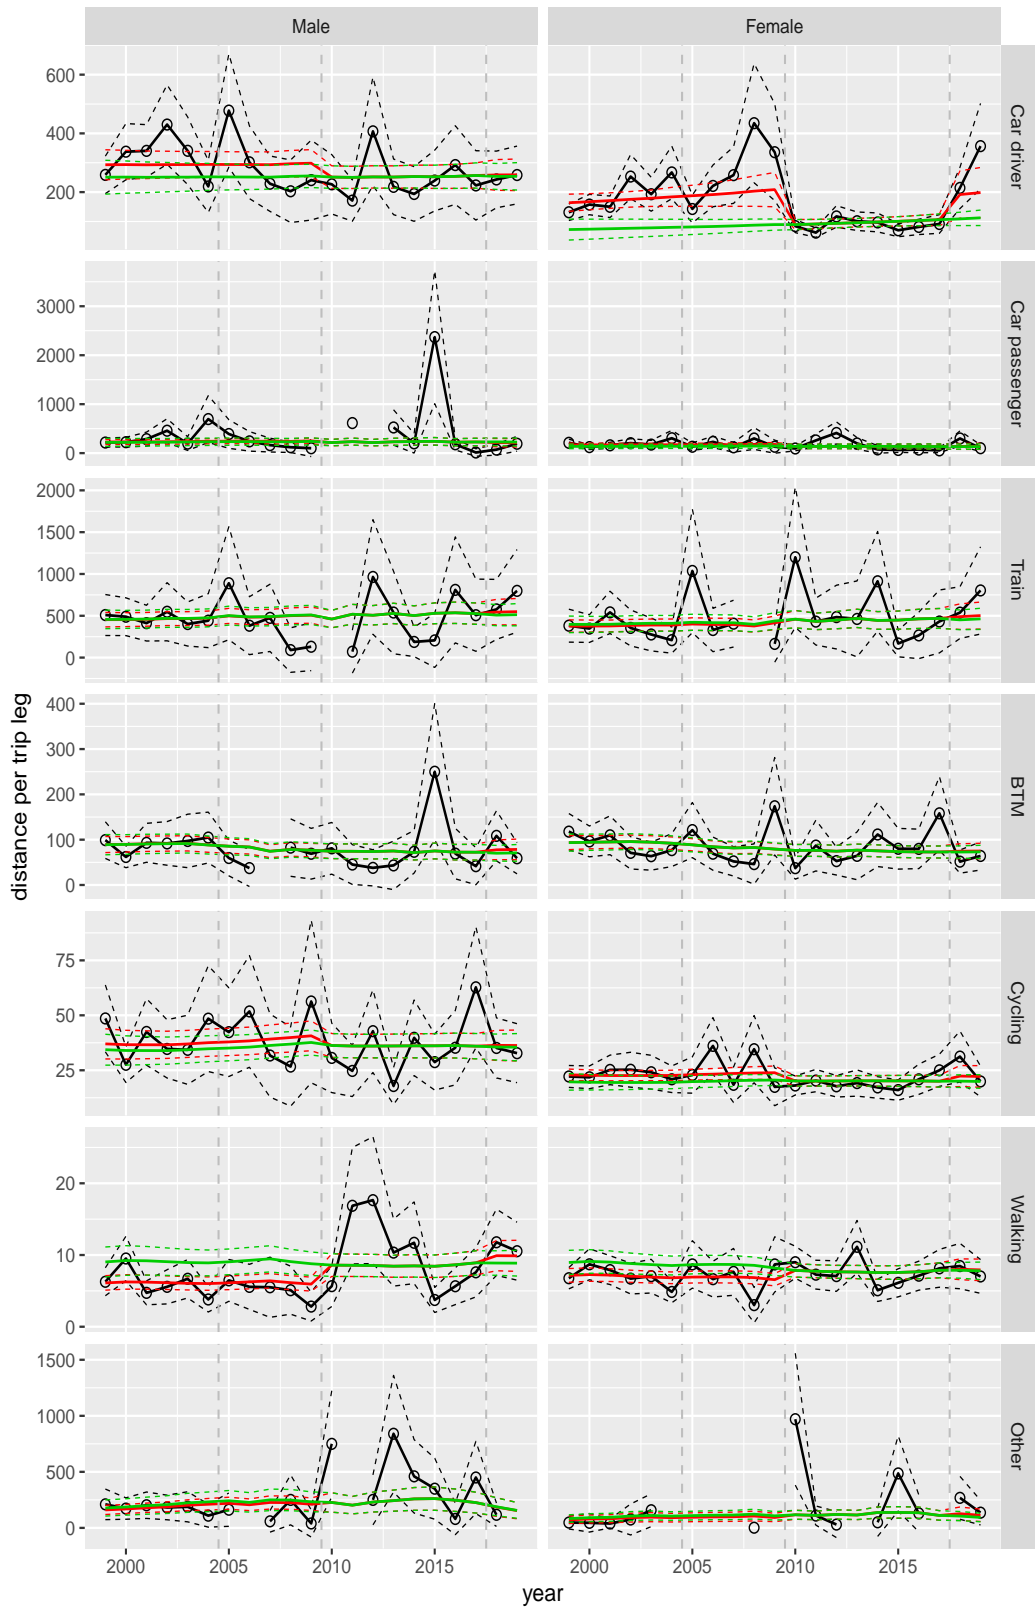 Male Female
600
400
200
Car driver
3000
2000
1000
0
Car passenger
2000
1500
1000
500
0
Train
distance per trip leg
400
300
200
100
0
BTM
75
50
25
Cycling
20
10
0
Walking
1500
1000
500
0
Other
2000 2005 2010 2015 2000 2005 2010 2015
year